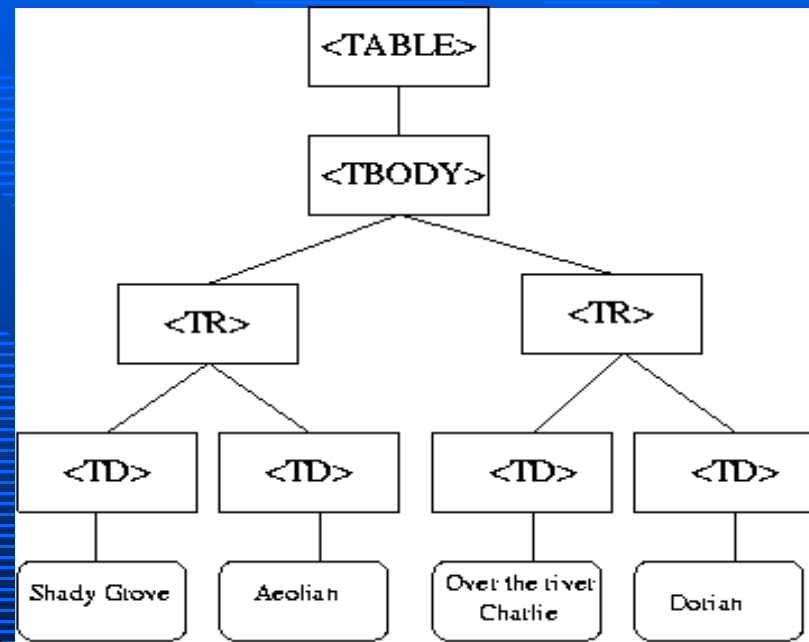 <TABLE>
<TBODY>
<TR>
<TR>
<TD>
<TD>
<TD>
<TD>
Shady Grove
Aeolian
Over the river
Charlie
Dorian